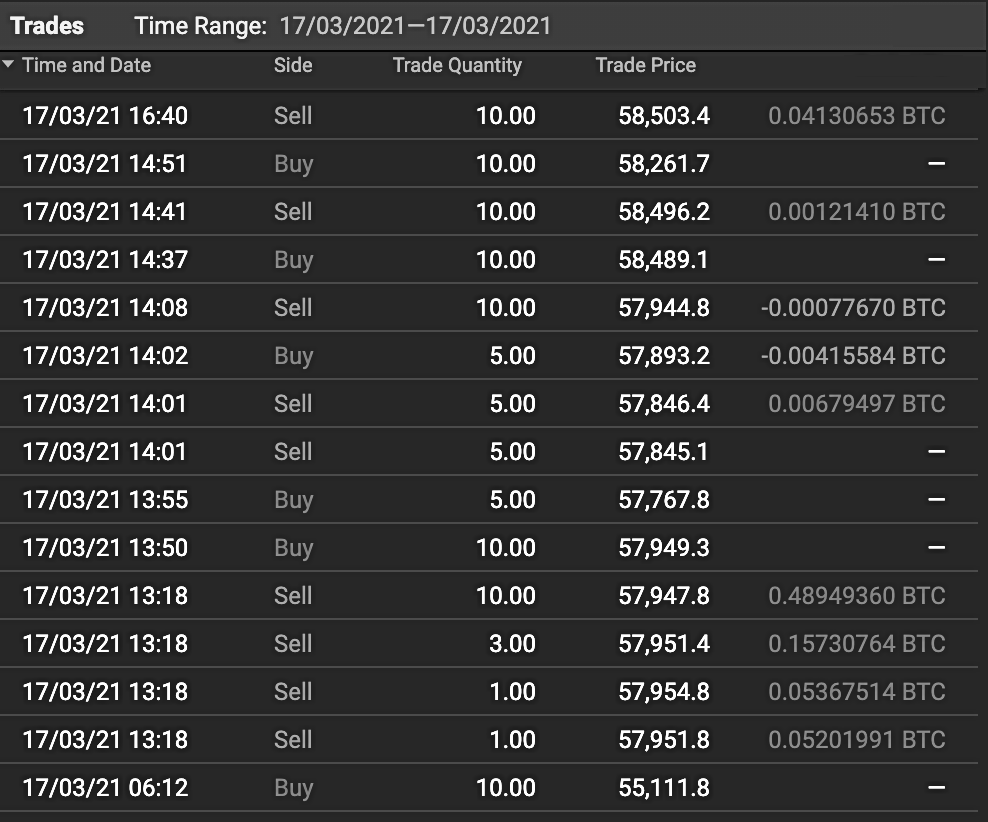 Trades Time Range: 17/03/2021—17/03/2021
Time and Date Side Trade Quantity Trade Price
17/03/21 16:40 Sell 10.00 58,503.4 0.04130653 BTC
17/03/21 14:51 Buy 10.00 58,261.7 —
17/03/21 14:41 Sell 10.00 58,496.2 0.00121410 BTC
17/03/21 14:37 Buy 10.00 58,489.1 —
17/03/21 14:08 Sell 10.00 57,944.8 -0.00077670 BTC
17/03/21 14:02 Buy 5.00 57,893.2 -0.00415584 BTC
17/03/21 14:01 Sell 5.00 57,846.4 0.00679497 BTC
17/03/21 14:01 Sell 5.00 57,845.1 —
17/03/21 13:55 Buy 5.00 57,767.8 —
17/03/21 13:50 Buy 10.00 57,949.3 —
17/03/21 13:18 Sell 10.00 57,947.8 0.48949360 BTC
17/03/21 13:18 Sell 3.00 57,951.4 0.15730764 BTC
17/03/21 13:18 Sell 1.00 57,954.8 0.05367514 BTC
17/03/21 13:18 Sell 1.00 57,951.8 0.05201991 BTC
17/03/21 06:12 Buy 10.00 55,111.8 —